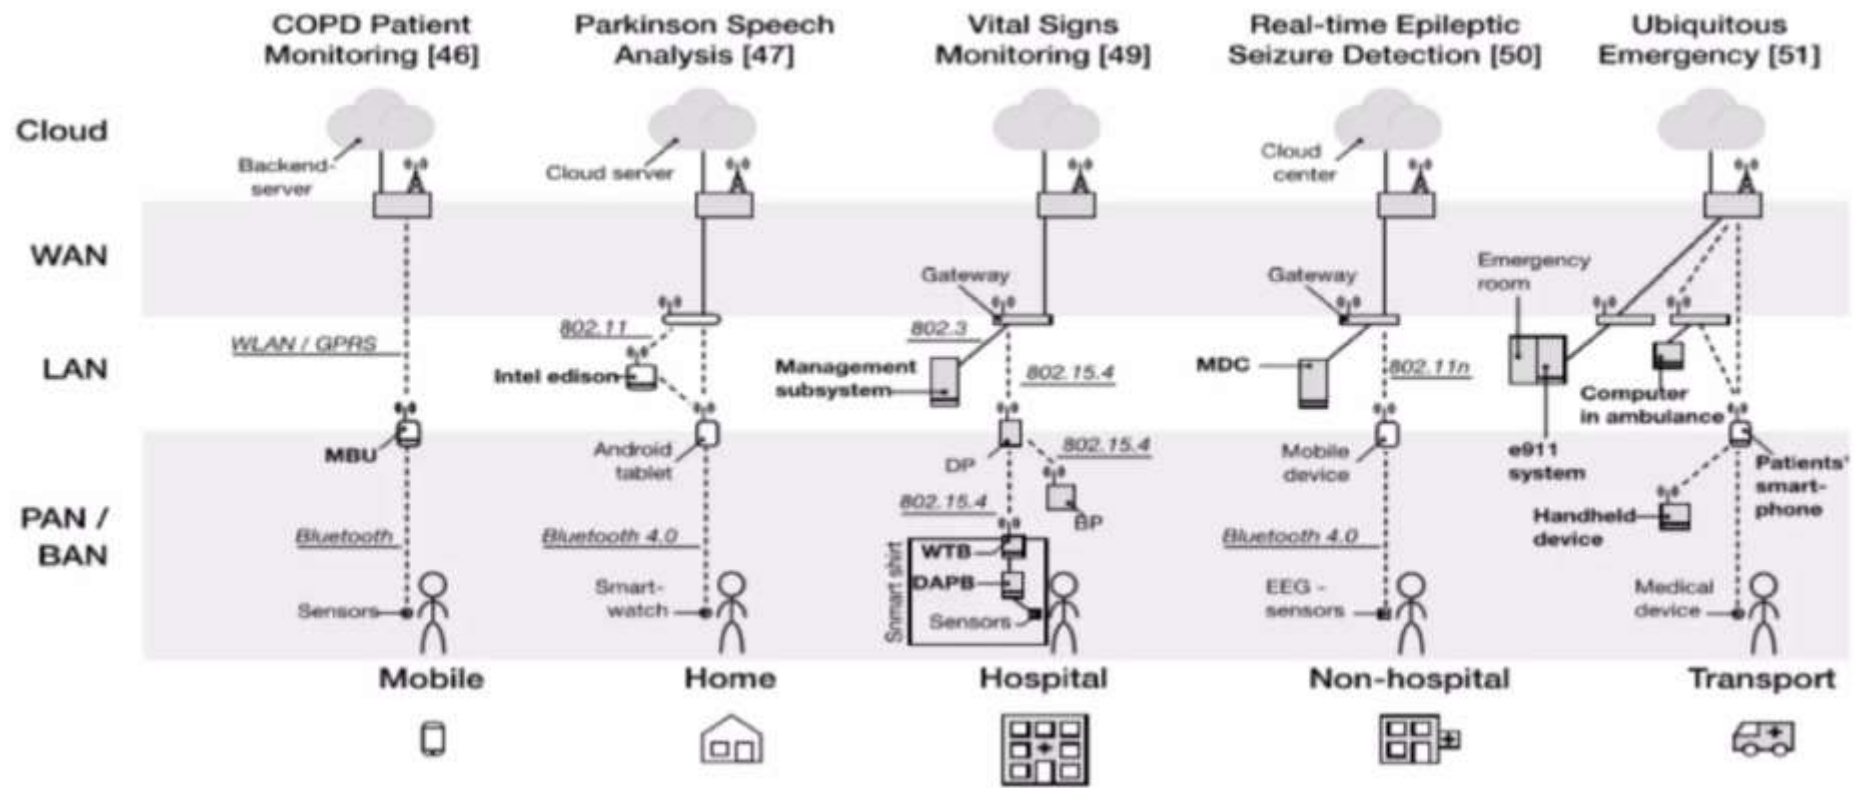 COPD Patient
Monitoring [46]
Parkinson Speech
Analysis [47]
Vital Signs
Monitoring [49]
Real-time Epileptic
Seizure Detection [50]
Ubiquitous
Emergency [51]
Cloud
Backend-
server
Cloud server
Cloud
center
WAN
Gateway
Gateway
Emergency
room
LAN
WLAN / GPRS
802.11
Intel edison
802.3
Management
subsystem
802.15.4
MDC
802.11n
Computer
in ambulance
MBU
Android
tablet
DP
802.15.4
BP
Mobile
device
e911
system
Patients'
smart-
phone
PAN /
BAN
Bluetooth
Bluetooth 4.0
802.15.4
Snmart shirt
WTB
DAPB
Sensors
Bluetooth 4.0
Handheld
device
Sensors
Smart-
watch
EEG -
sensors
Medical
device
Mobile
Home
Hospital
Non-hospital
Transport